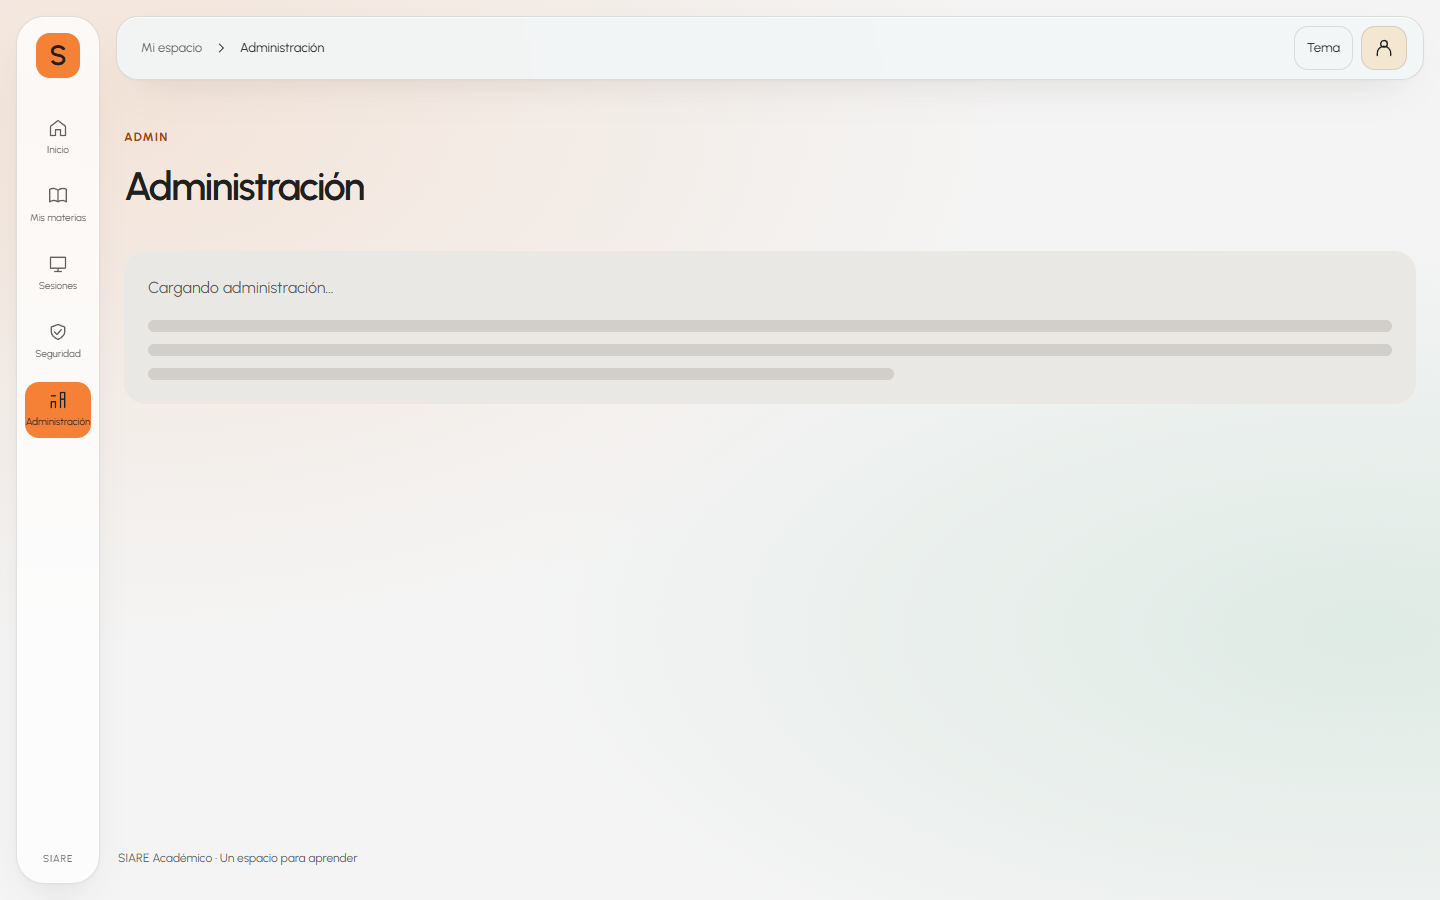 S
Mi espacio > Administración
Tema
Inicio
Mis materias
Sesiones
Seguridad
Administración
SIARE
ADMIN
Administración
Cargando administración...
SIARE Académico · Un espacio para aprender